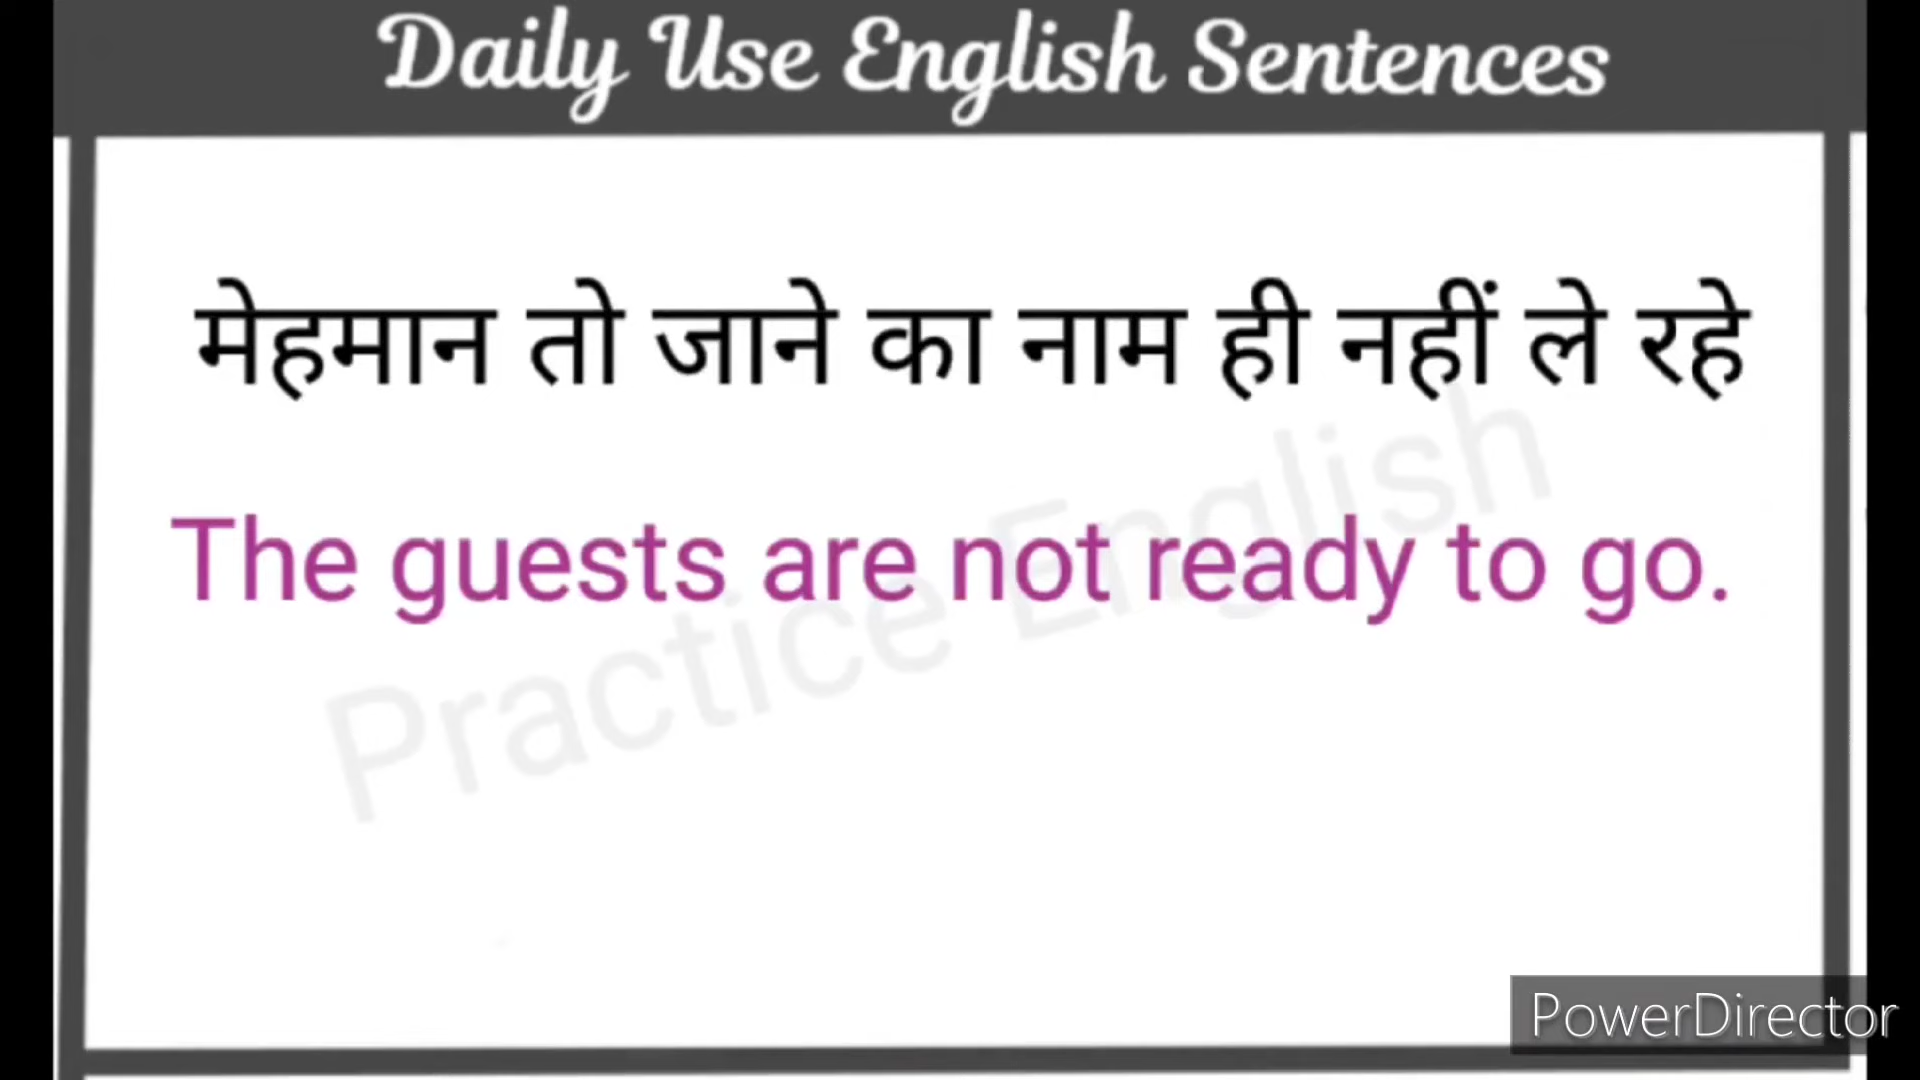 Daily Use English Sentences
मेहमान तो जाने का नाम ही नहीं ले रहे
The guests are not ready to go.
Practice English
PowerDirector